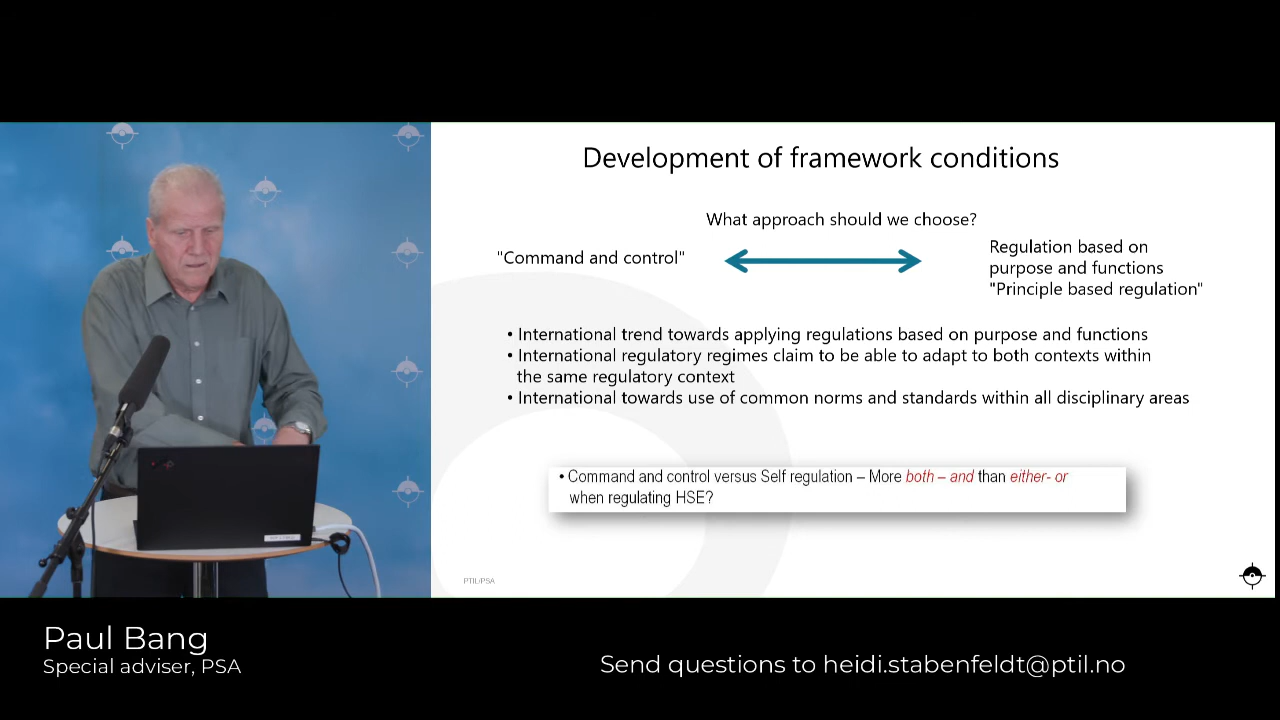 Development of framework conditions
What approach should we choose?
"Command and control"
Regulation based on
purpose and functions
"Principle based regulation"
• International trend towards applying regulations based on purpose and functions
• International regulatory regimes claim to be able to adapt to both contexts within
the same regulatory context
• International towards use of common norms and standards within all disciplinary areas
• Command and control versus Self regulation – More both – and than either- or
when regulating HSE?
PTIL/PSA
Paul Bang
Special adviser, PSA
Send questions to heidi.stabenfeldt@ptil.no